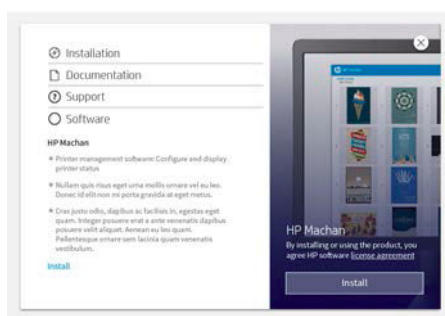 Installation
Documentation
Support
Software
HP Machan
Printer management software: Configure and display
printer status
Nullam quis risus eget urna mollis ornare vel eu leo.
Donec id elit non mi porta gravida at eget metus.
Cras justo odio, dapibus ac facilisis in, egestas eget
quam. Integer posuere erat a ante venenatis dapibus
posuere velit aliquet. Aenean eu leo quam.
Pellentesque ornare sem lacinia quam venenatis
vestibulum.
Install
HP Machan
By installing or using the product, you
agree HP software license agreement
Install